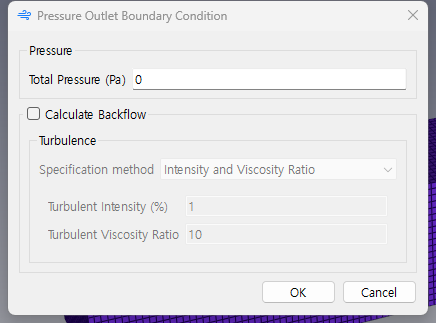 Pressure Outlet Boundary Condition
Pressure
Total Pressure (Pa) 0
Calculate Backflow
Turbulence
Specification method Intensity and Viscosity Ratio
Turbulent Intensity (%) 1
Turbulent Viscosity Ratio 10
OK Cancel